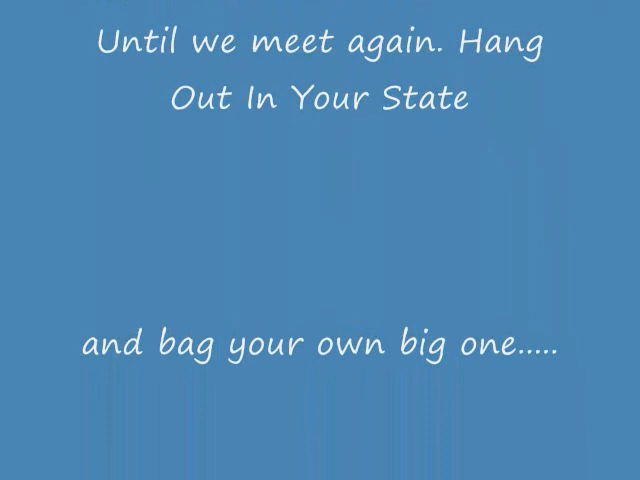 Until we meet again. Hang
Out In Your State
and bag your own big one.....